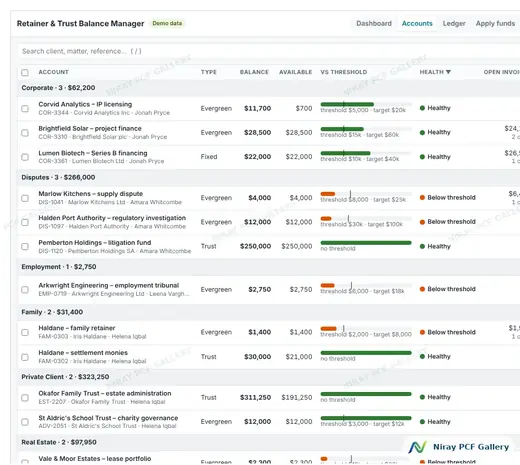 Retainer & Trust Balance Manager Demo data Dashboard Accounts Ledger Apply funds
Search client, matter, reference... ( / )
ACCOUNT TYPE BALANCE AVAILABLE VS THRESHOLD HEALTH ▼ OPEN INVOI
Corporate · 3 · $62,200
Corvid Analytics – IP licensing Evergreen $11,700 $700 Healthy
COR-3344 · Corvid Analytics · Jonah Pryce threshold $5,000 · target $20k
Brightfield Solar – project finance Evergreen $28,500 $28,500 Healthy $24,
COR-3310 · Brightfield Solar plc · Jonah Pryce threshold $15k · target $60k 2 o
Lumen Biotech – Series B financing Fixed $22,000 $22,000 Healthy $26,5
COR-3361 · Lumen Biotech Ltd · Jonah Pryce threshold $10k · target $40k 1 o
Disputes · 3 · $266,000
Marlow Kitchens – supply dispute Evergreen $4,000 $4,000 Below threshold $6,
DIS-1041 · Marlow Kitchens Ltd · Amara Whitcombe threshold $8,000 · target $25k 1 o
Halden Port Authority – regulatory investigation Evergreen $12,000 $12,000 Below threshold
DIS-1097 · Halden Port Authority · Amara Whitcombe threshold $30k · target $100k
Pemberton Holdings – litigation fund Trust $250,000 $250,000 Healthy
DIS-1120 · Pemberton Holdings SA · Amara Whitcombe no threshold
Employment · 1 · $2,750
Arkwright Engineering – employment tribunal Evergreen $2,750 $2,750 Below threshold
EMP-0719 · Arkwright Engineering Ltd · Leena Vargh... threshold $6,000 · target $18k
Family · 2 · $31,400
Haldane – family retainer Evergreen $1,400 $1,400 Below threshold $1,
FAM-0303 · Iris Haldane · Helena Iqbal threshold $2,000 · target $8,000 1 o
Haldane – settlement monies Trust $30,000 $21,000 Healthy
FAM-0302 · Iris Haldane · Helena Iqbal no threshold
Private Client · 2 · $323,250
Okafor Family Trust – estate administration Trust $311,250 $191,250 Healthy
EST-2207 · Okafor Family Trust · Helena Iqbal no threshold
St Aldric's School Trust – charity governance Evergreen $12,000 $12,000 Healthy
ADV-2051 · St Aldric's School Trust · Helena Iqbal threshold $3,000 · target $12k
Real Estate · 2 · $97,950
Vale & Moor Estates – lease portfolio
Niray PCF Gallery
NIRAY PCF GALLERY